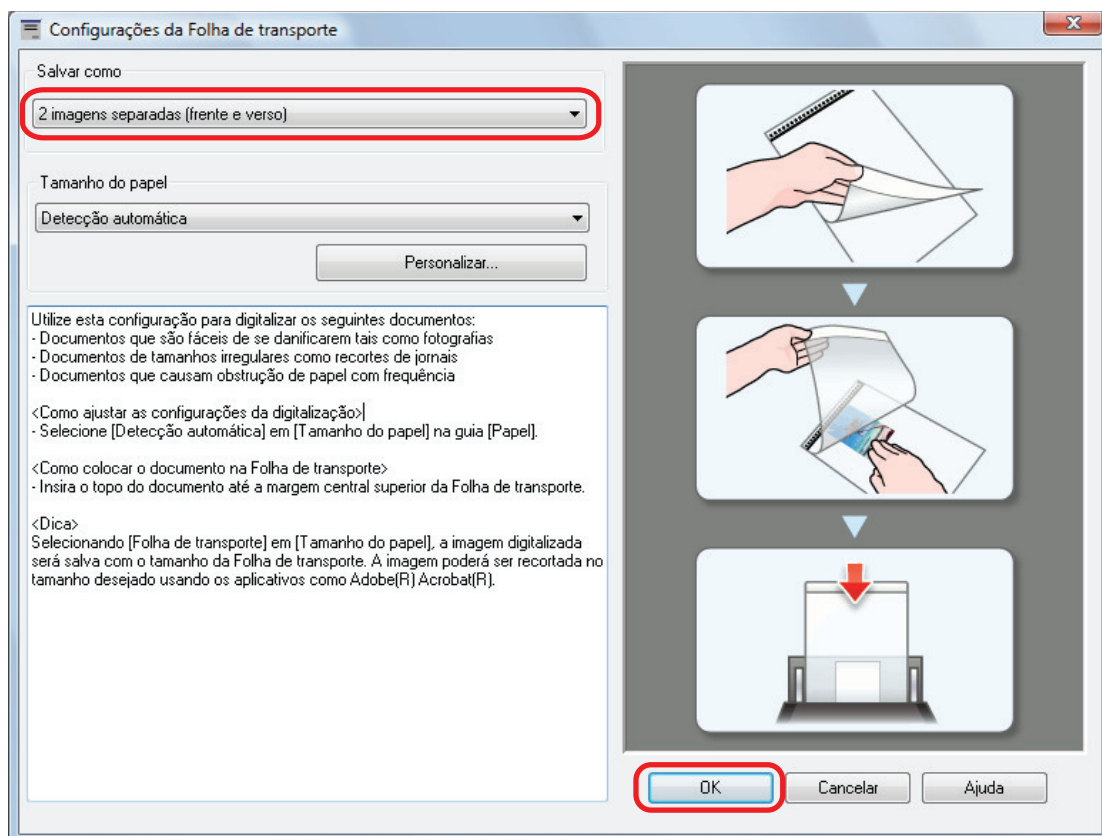 Configurações da Folha de transporte
Salvar como
2 imagens separadas (frente e verso)
Tamanho do papel
Detecção automática
Personalizar...
Utilize esta configuração para digitalizar os seguintes documentos:
- Documentos que são fáceis de se danificarem tais como fotografias
- Documentos de tamanhos irregulares como recortes de jornais
- Documentos que causam obstrução de papel com frequência
<Como ajustar as configurações da digitalização>
- Selecione [Detecção automática] em [Tamanho do papel] na guia [Papel].
<Como colocar o documento na Folha de transporte>
- Insira o topo do documento até a margem central superior da Folha de transporte.
<Dica>
Selecionando [Folha de transporte] em [Tamanho do papel], a imagem digitalizada
será salva com o tamanho da Folha de transporte. A imagem poderá ser recortada no
tamanho desejado usando os aplicativos como Adobe(R) Acrobat(R).
OK
Cancelar
Ajuda